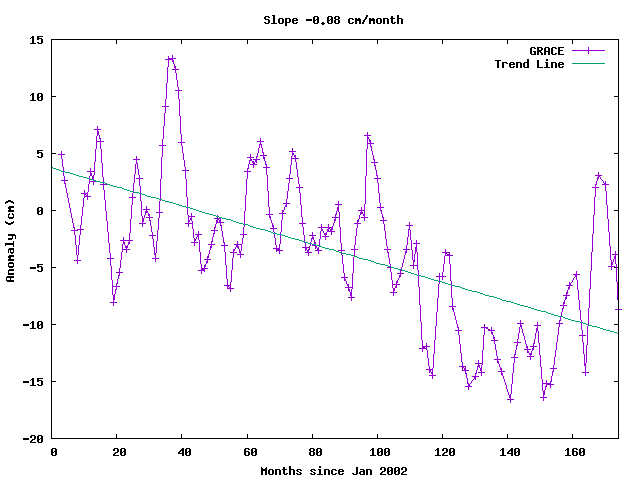 Slope -0.08 cm/month
GRACE
Trend Line
15
10
5
0
-5
-10
-15
-20
Anomaly (cm)
0 20 40 60 80 100 120 140 160
Months since Jan 2002